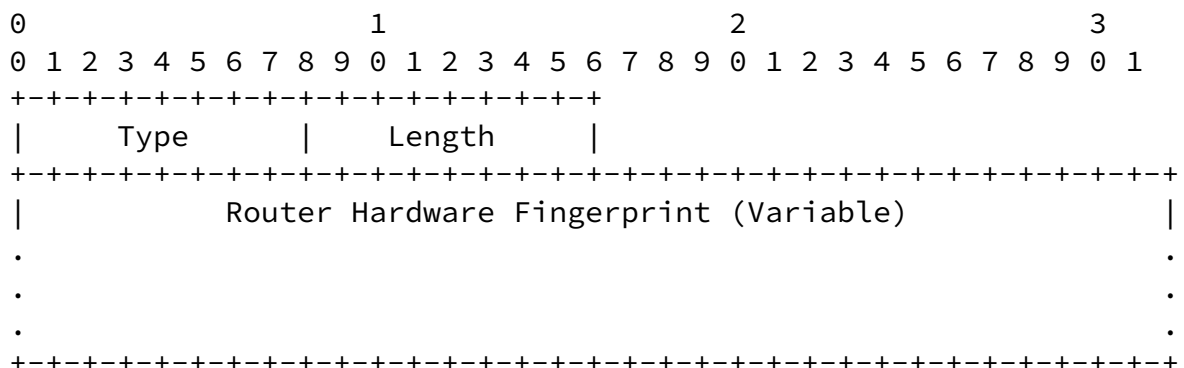 0                   1                   2                   3
0 1 2 3 4 5 6 7 8 9 0 1 2 3 4 5 6 7 8 9 0 1 2 3 4 5 6 7 8 9 0 1
+-+-+-+-+-+-+-+-+-+-+-+-+-+-+-+-+
|     Type      |    Length     |
+-+-+-+-+-+-+-+-+-+-+-+-+-+-+-+-+-+-+-+-+-+-+-+-+-+-+-+-+-+-+-+-+
|           Router Hardware Fingerprint (Variable)              |
.                                                               .
.                                                               .
.                                                               .
+-+-+-+-+-+-+-+-+-+-+-+-+-+-+-+-+-+-+-+-+-+-+-+-+-+-+-+-+-+-+-+-+